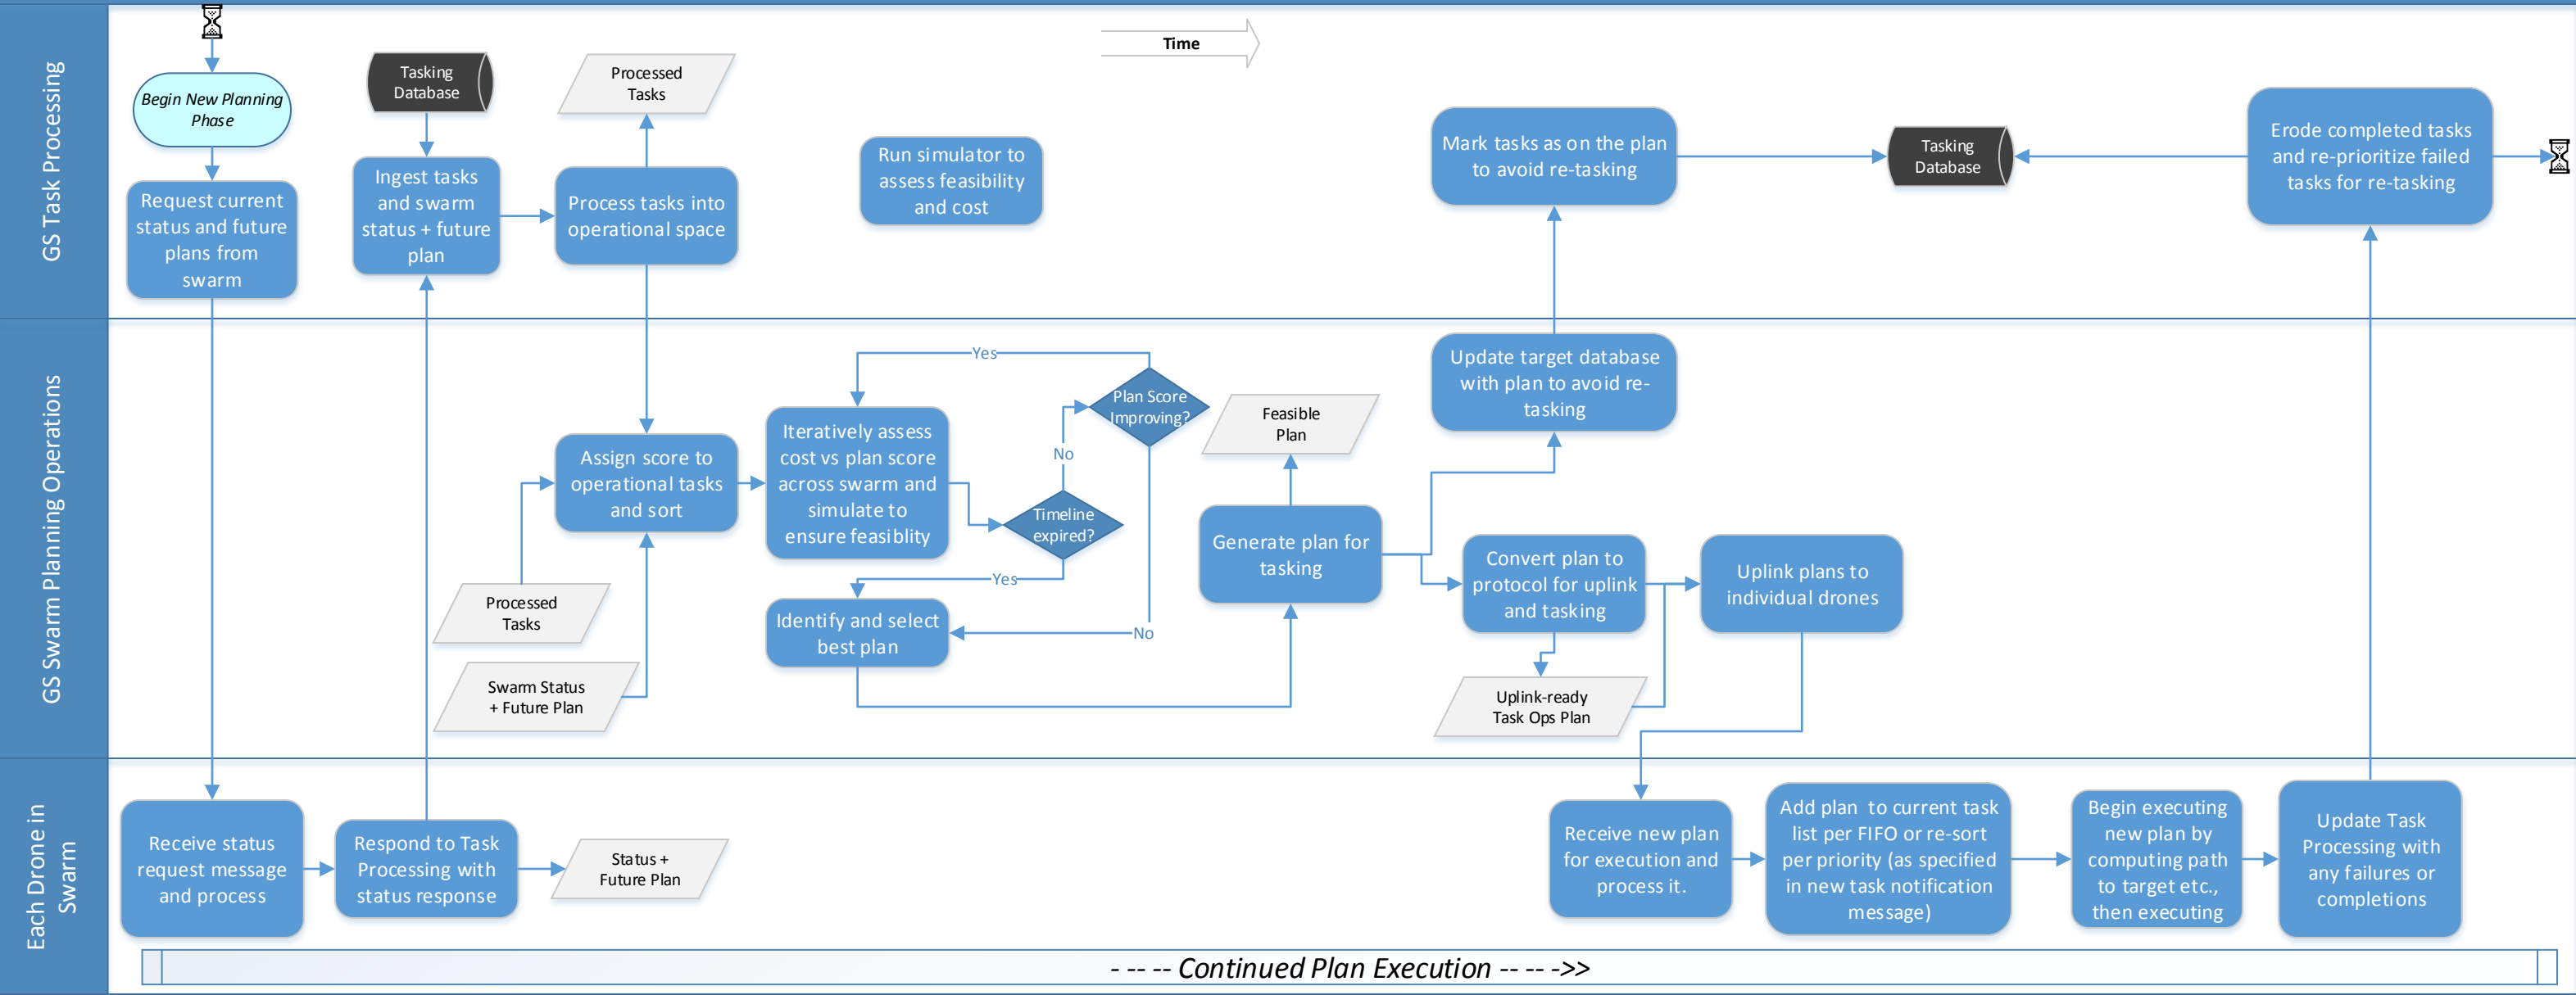 GS Task Processing
Begin New Planning
Phase
Request current
status and future
plans from
swarm
Tasking
Database
Ingest tasks
and swarm
status + future
plan
Processed
Tasks
Process tasks into
operational space
Run simulator to
assess feasibility
and cost
Time
Mark tasks as on the plan
to avoid re-tasking
Tasking
Database
Erode completed tasks
and re-prioritize failed
tasks for re-tasking
GS Swarm Planning Operations
Assign score to
operational tasks
and sort
Processed
Tasks
Swarm Status
+ Future Plan
Yes
Iteratively assess
cost vs plan score
across swarm and
simulate to
ensure feasiblity
Plan Score
Improving?
No
Timeline
expired?
Yes
Identify and select
best plan
No
Feasible
Plan
Generate plan for
tasking
Update target database
with plan to avoid re-
tasking
Convert plan to
protocol for uplink
and tasking
Uplink-ready
Task Ops Plan
Uplink plans to
individual drones
Each Drone in
Swarm
Receive status
request message
and process
Respond to Task
Processing with
status response
Status +
Future Plan
Receive new plan
for execution and
process it.
Add plan  to current task
list per FIFO or re-sort
per priority (as specified
in new task notification
message)
Begin executing
new plan by
computing path
to target etc.,
then executing
Update Task
Processing with
any failures or
completions
- -- -- Continued Plan Execution -- -- ->>